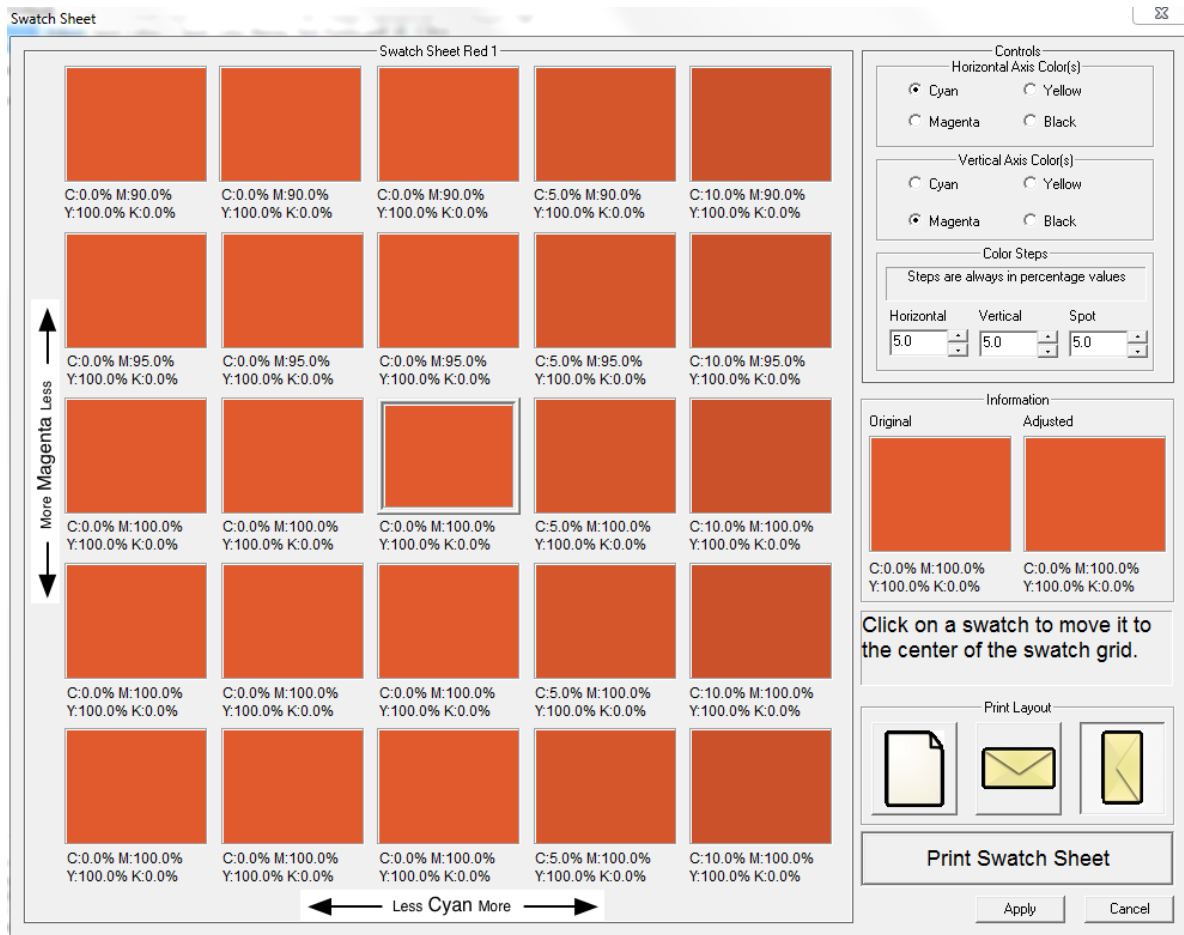 Swatch Sheet
Swatch Sheet Red 1
C:0.0% M:90.0%
Y:100.0% K:0.0%
C:0.0% M:90.0%
Y:100.0% K:0.0%
C:0.0% M:90.0%
Y:100.0% K:0.0%
C:5.0% M:90.0%
Y:100.0% K:0.0%
C:10.0% M:90.0%
Y:100.0% K:0.0%
C:0.0% M:95.0%
Y:100.0% K:0.0%
C:0.0% M:95.0%
Y:100.0% K:0.0%
C:0.0% M:95.0%
Y:100.0% K:0.0%
C:5.0% M:95.0%
Y:100.0% K:0.0%
C:10.0% M:95.0%
Y:100.0% K:0.0%
More Magenta Less
C:0.0% M:100.0%
Y:100.0% K:0.0%
C:0.0% M:100.0%
Y:100.0% K:0.0%
C:0.0% M:100.0%
Y:100.0% K:0.0%
C:5.0% M:100.0%
Y:100.0% K:0.0%
C:10.0% M:100.0%
Y:100.0% K:0.0%
C:0.0% M:100.0%
Y:100.0% K:0.0%
C:0.0% M:100.0%
Y:100.0% K:0.0%
C:0.0% M:100.0%
Y:100.0% K:0.0%
C:5.0% M:100.0%
Y:100.0% K:0.0%
C:10.0% M:100.0%
Y:100.0% K:0.0%
C:0.0% M:100.0%
Y:100.0% K:0.0%
C:0.0% M:100.0%
Y:100.0% K:0.0%
C:0.0% M:100.0%
Y:100.0% K:0.0%
C:5.0% M:100.0%
Y:100.0% K:0.0%
C:10.0% M:100.0%
Y:100.0% K:0.0%
Less Cyan More
Controls
Horizontal Axis Color(s)
Cyan
Yellow
Magenta
Black
Vertical Axis Color(s)
Cyan
Yellow
Magenta
Black
Color Steps
Steps are always in percentage values
Horizontal
Vertical
Spot
5.0
5.0
5.0
Information
Original
Adjusted
C:0.0% M:100.0%
Y:100.0% K:0.0%
C:0.0% M:100.0%
Y:100.0% K:0.0%
Click on a swatch to move it to
the center of the swatch grid.
Print Layout
Print Swatch Sheet
Apply
Cancel